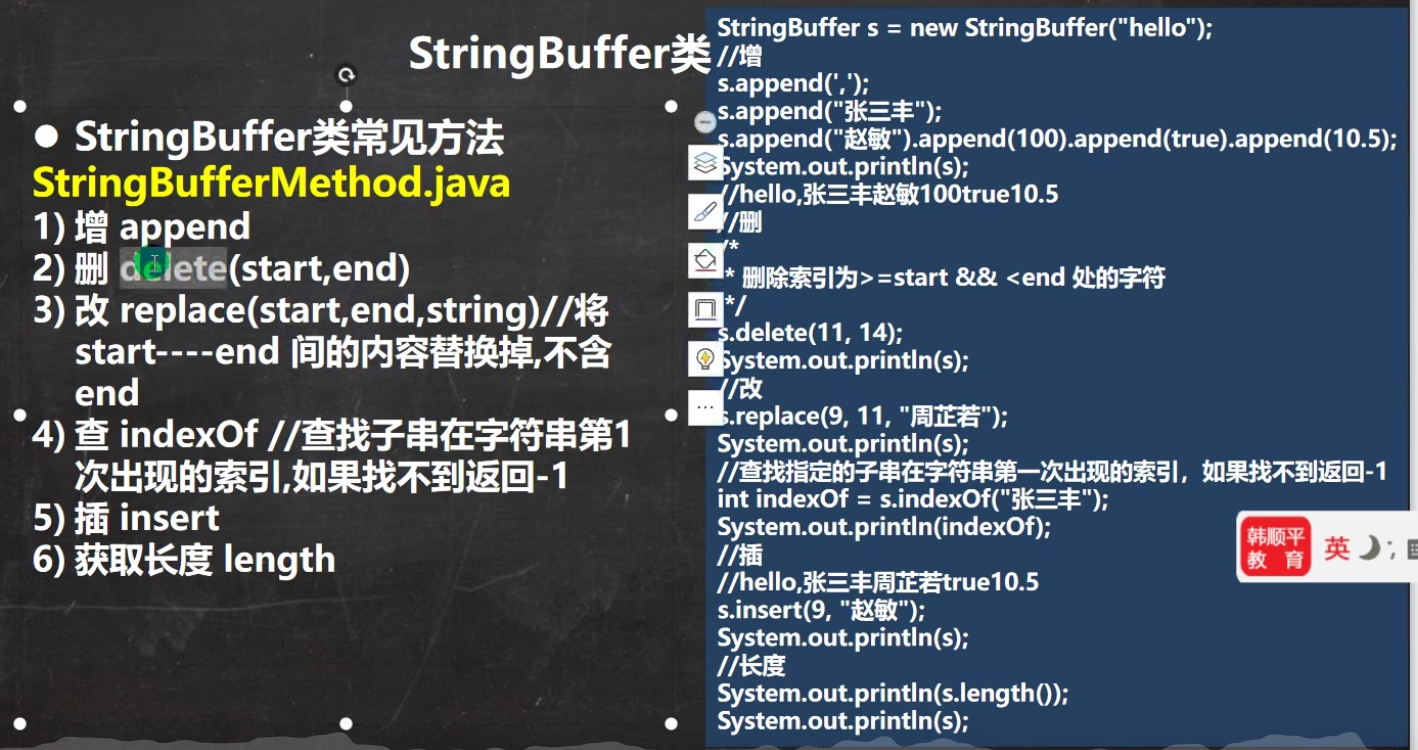 StringBuffer类
● StringBuffer类常见方法
StringBufferMethod.java
1) 增 append
2) 删 delete(start,end)
3) 改 replace(start,end,string)//将
start----end 间的内容替换掉,不含
end
4) 查 indexOf //查找子串在字符串第1
次出现的索引,如果找不到返回-1
5) 插 insert
6) 获取长度 length
StringBuffer s = new StringBuffer("hello");
//增
s.append(',');
s.append("张三丰");
s.append("赵敏").append(100).append(true).append(10.5);
System.out.println(s);
//hello,张三丰赵敏100true10.5
//删
/*
* 删除索引为>=start && <end 处的字符
*/
s.delete(11, 14);
System.out.println(s);
//改
s.replace(9, 11, "周芷若");
System.out.println(s);
//查找指定的子串在字符串第一次出现的索引，如果找不到返回-1
int indexOf = s.indexOf("张三丰");
System.out.println(indexOf);
//插
//hello,张三丰周芷若true10.5
s.insert(9, "赵敏");
System.out.println(s);
//长度
System.out.println(s.length());
System.out.println(s);
韩顺平
教 育
英